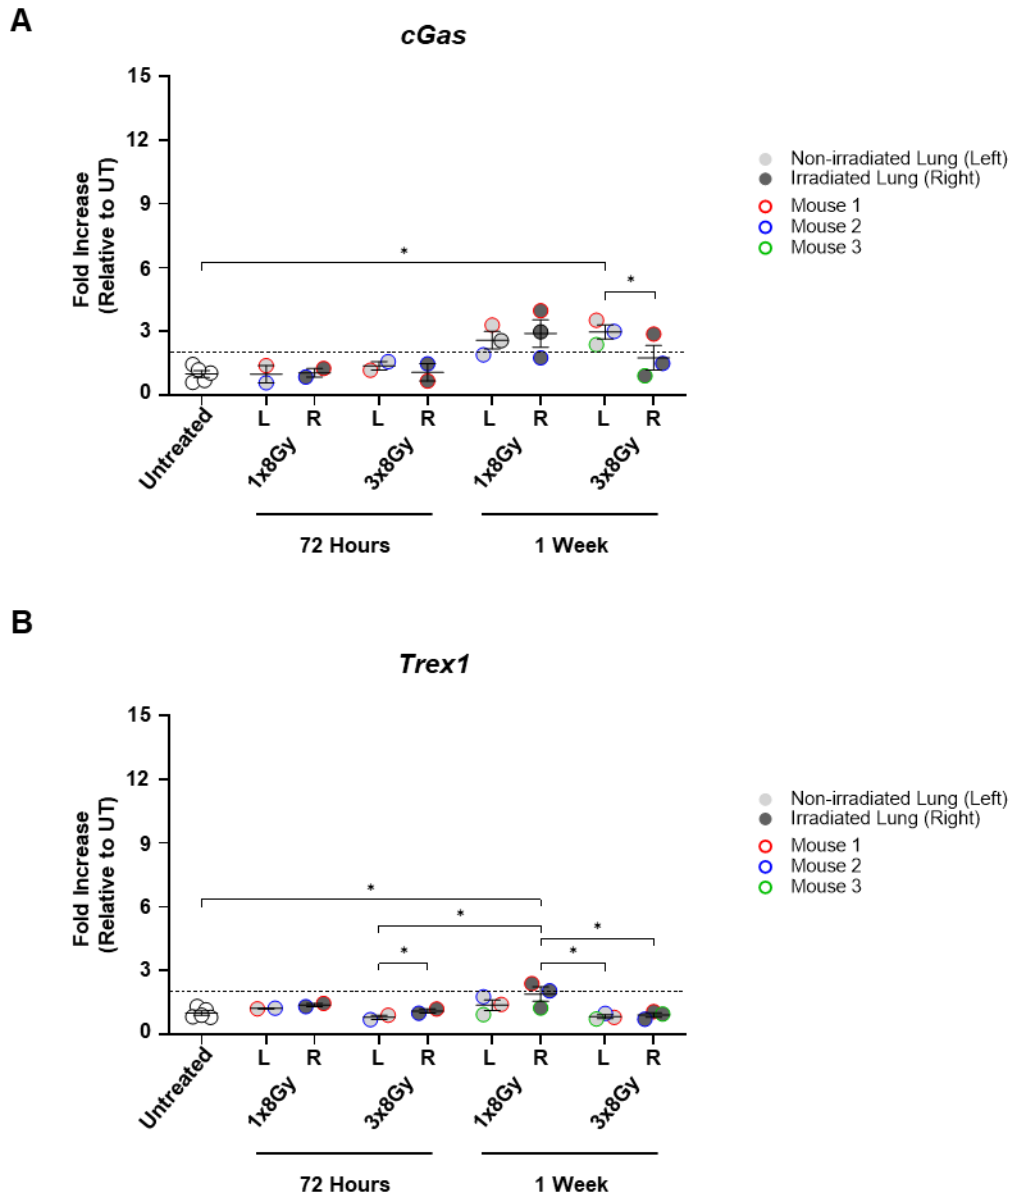 A
cGas
15
12
9
6
3
0
Fold Increase
(Relative to UT)
*
*
Non-irradiated Lung (Left)
Irradiated Lung (Right)
Mouse 1
Mouse 2
Mouse 3
L R L R L R L R
Untreated 1x8Gy 3x8Gy 1x8Gy 3x8Gy
72 Hours 1 Week
B
Trex1
15
12
9
6
3
0
Fold Increase
(Relative to UT)
*
*
*
*
*
Non-irradiated Lung (Left)
Irradiated Lung (Right)
Mouse 1
Mouse 2
Mouse 3
L R L R L R L R
Untreated 1x8Gy 3x8Gy 1x8Gy 3x8Gy
72 Hours 1 Week